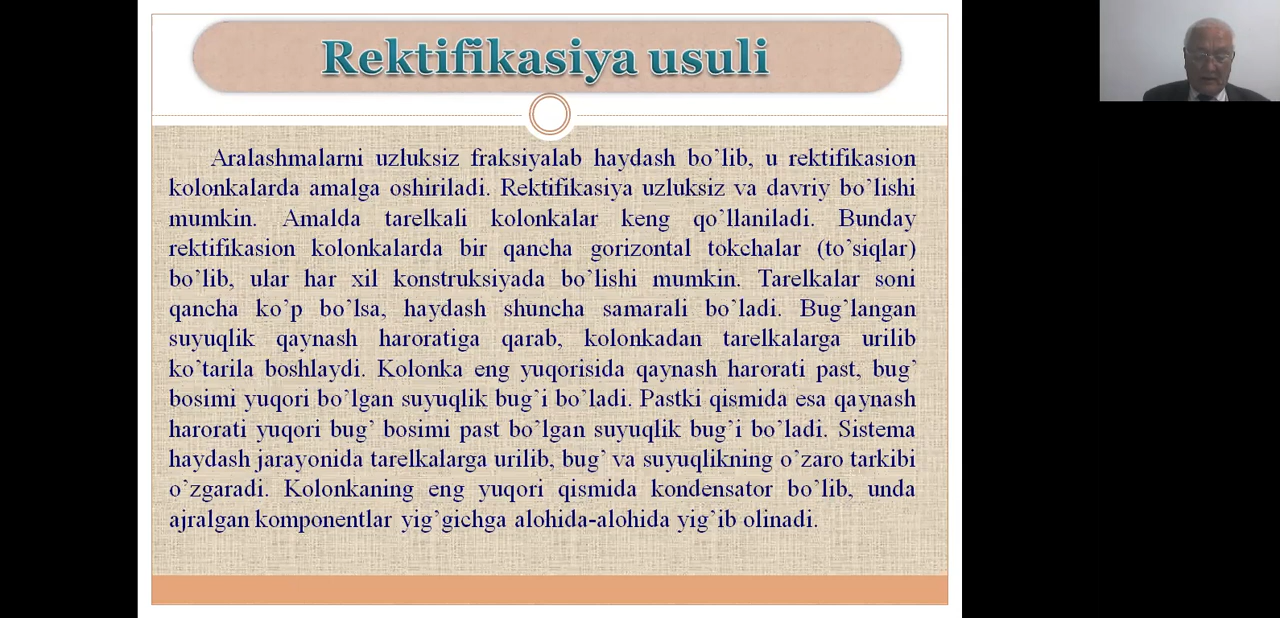 Rektifikasiya usuli
Aralashmalarni uzluksiz fraksiyalab haydash bo’lib, u rektifikasion
kolonkalarda amalga oshiriladi. Rektifikasiya uzluksiz va davriy bo’lishi
mumkin. Amalda tarelkali kolonkalar keng qo’llaniladi. Bunday
rektifikasion kolonkalarda bir qancha gorizontal tokchalar (to’siqlar)
bo’lib, ular har xil konstruksiyada bo’lishi mumkin. Tarelkalar soni
qancha ko’p bo’lsa, haydash shuncha samarali bo’ladi. Bug’langan
suyuqlik qaynash haroratiga qarab, kolonkadan tarelkalarga urilib
ko’tarila boshlaydi. Kolonka eng yuqorisida qaynash harorati past, bug’
bosimi yuqori bo’lgan suyuqlik bug’i bo’ladi. Pastki qismida esa qaynash
harorati yuqori bug’ bosimi past bo’lgan suyuqlik bug’i bo’ladi. Sistema
haydash jarayonida tarelkalarga urilib, bug’ va suyuqlikning o’zaro tarkibi
o’zgaradi. Kolonkaning eng yuqori qismida kondensator bo’lib, unda
ajralgan komponentlar yig’gichga alohida-alohida yig’ib olinadi.